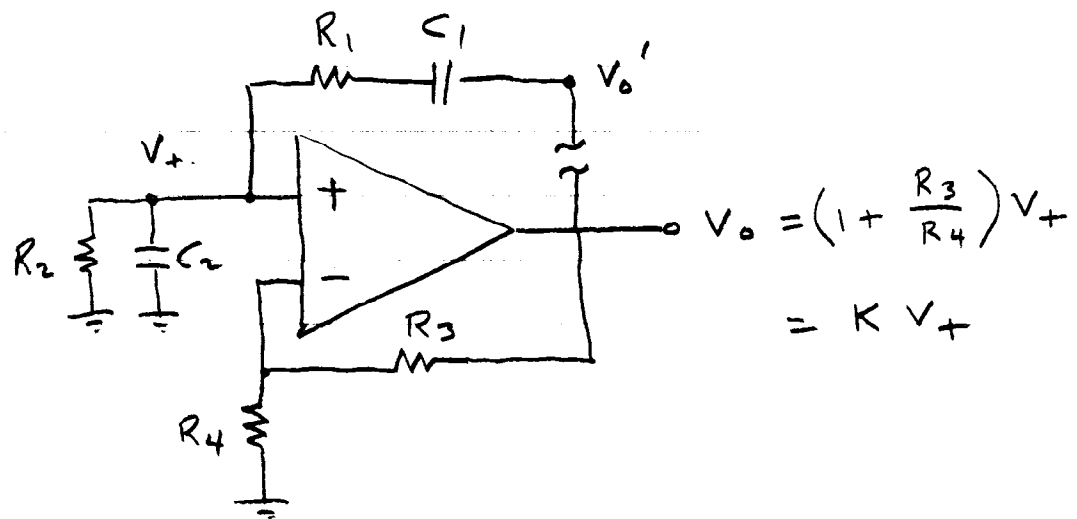 R₁ C₁ V₀'
V₊.
+
R₂ C₂
V₀ = (1 + R₃/R₄) V₊
−
R₃
= K V₊
R₄